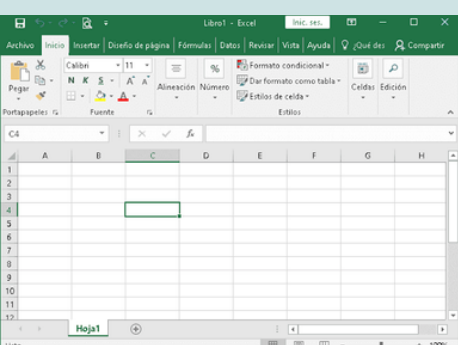 Libro1 - Excel Inic. ses.
Archivo Inicio Insertar Diseño de página Fórmulas Datos Revisar Vista Ayuda ¿Qué des Compartir
Calibri 11 % Formato condicional
Pegar N K S A A Alineación Número Dar formato como tabla Celdas Edición
A Estilos de celda
Portapapeles Fuente Estilos
C4 fx
A B C D E F G H
1
2
3
4
5
6
7
8
9
10
11
12
Hoja1